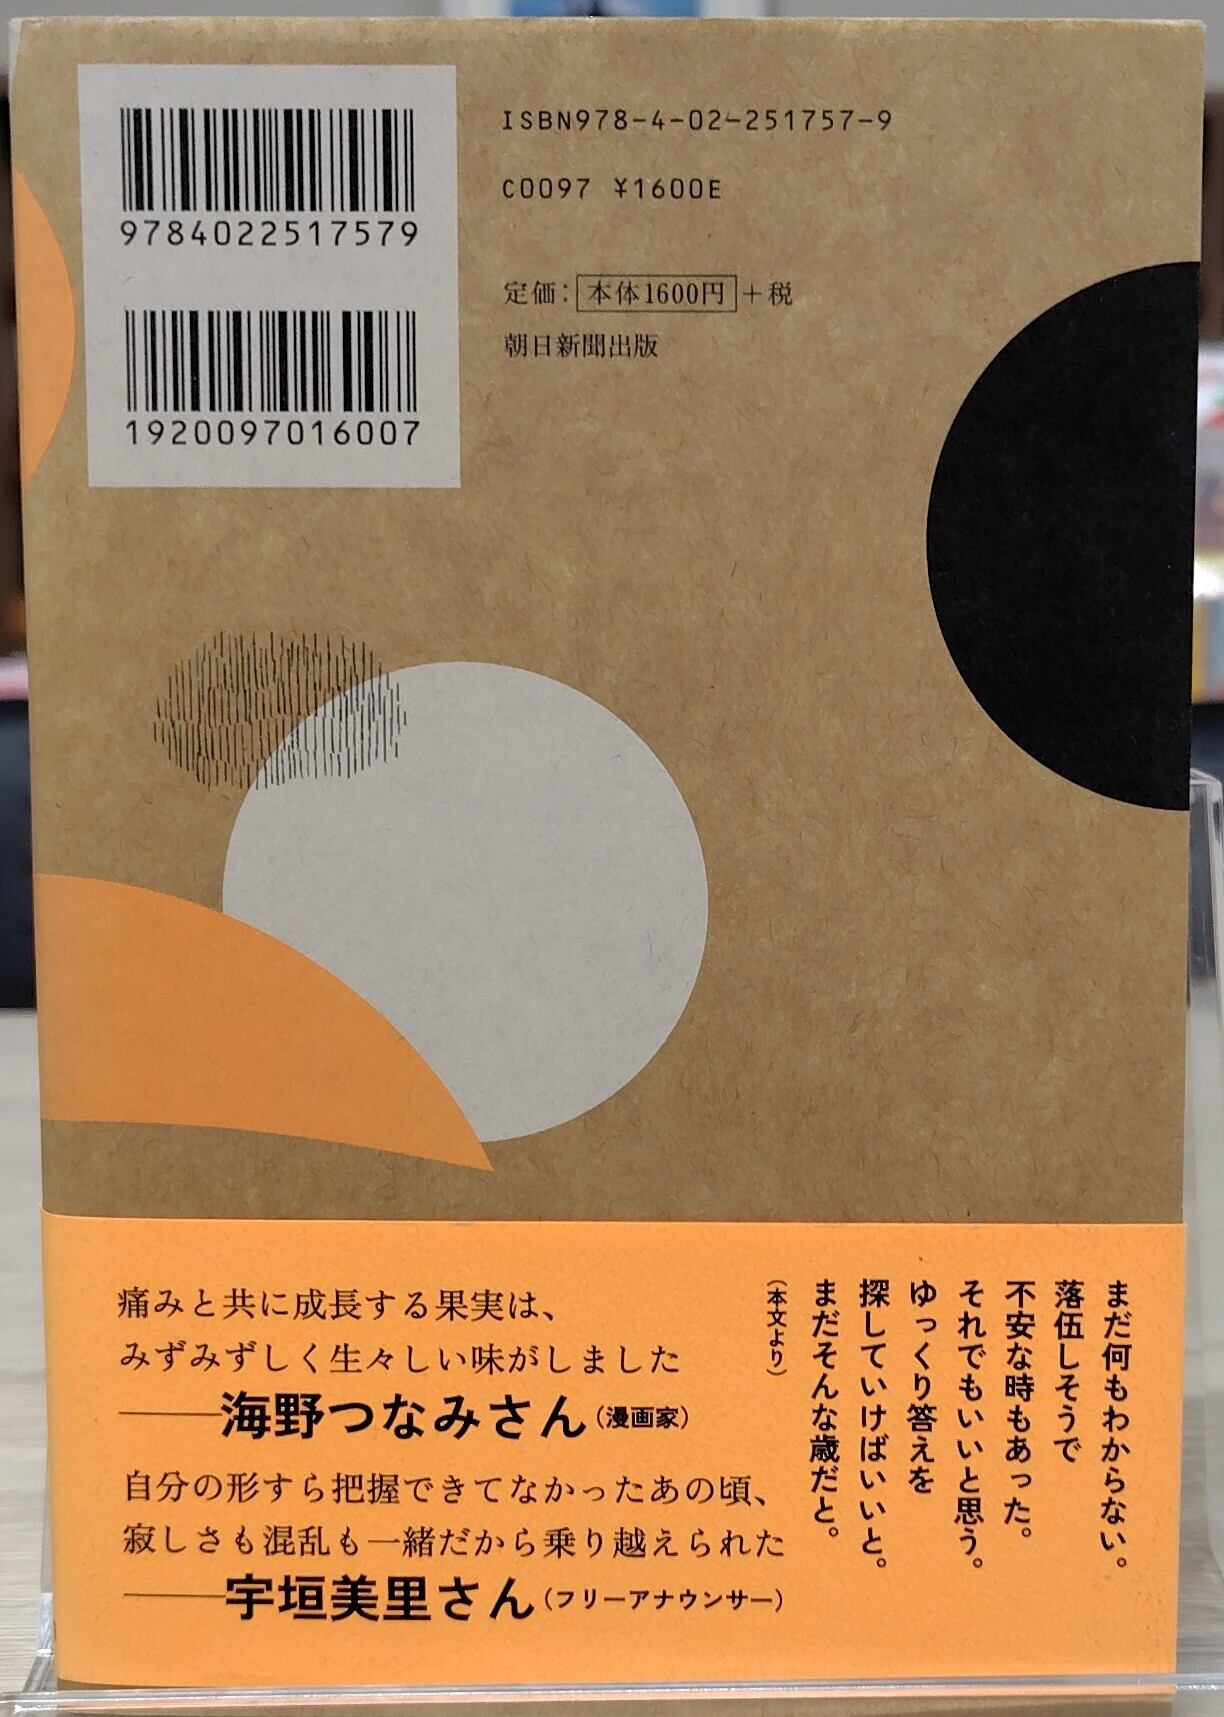 9784022517579
1920097016007
ISBN978-4-02-251757-9
C0097 ¥1600E
定価：本体1600円＋税
朝日新聞出版
まだ何もわからない。
落伍しそうで
不安な時もあった。
それでもいいと思う。
ゆっくり答えを
探していけばいいと。
まだそんな歳だと。
（本文より）
痛みと共に成長する果実は、
みずみずしく生々しい味がしました
――海野つなみさん（漫画家）
自分の形すら把握できてなかったあの頃、
寂しさも混乱も一緒だから乗り越えられた
――宇垣美里さん（フリーアナウンサー）